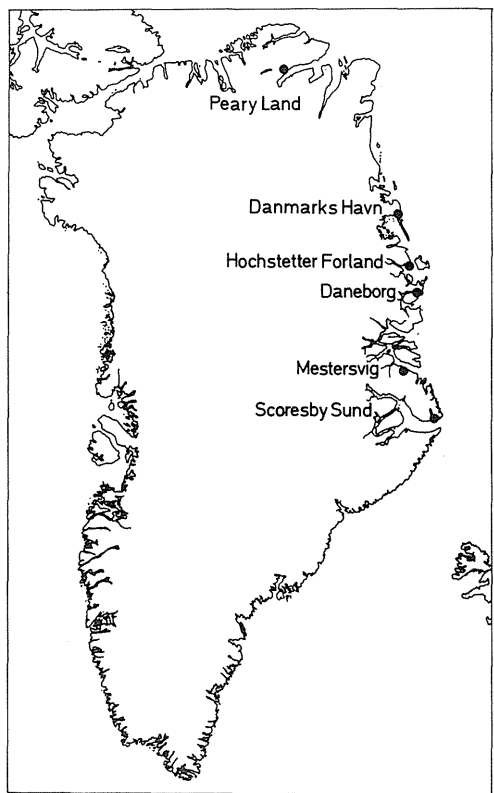 Peary Land
Danmarks Havn
Hochstetter Forland
Daneborg
Mestersvig
Scoresby Sund